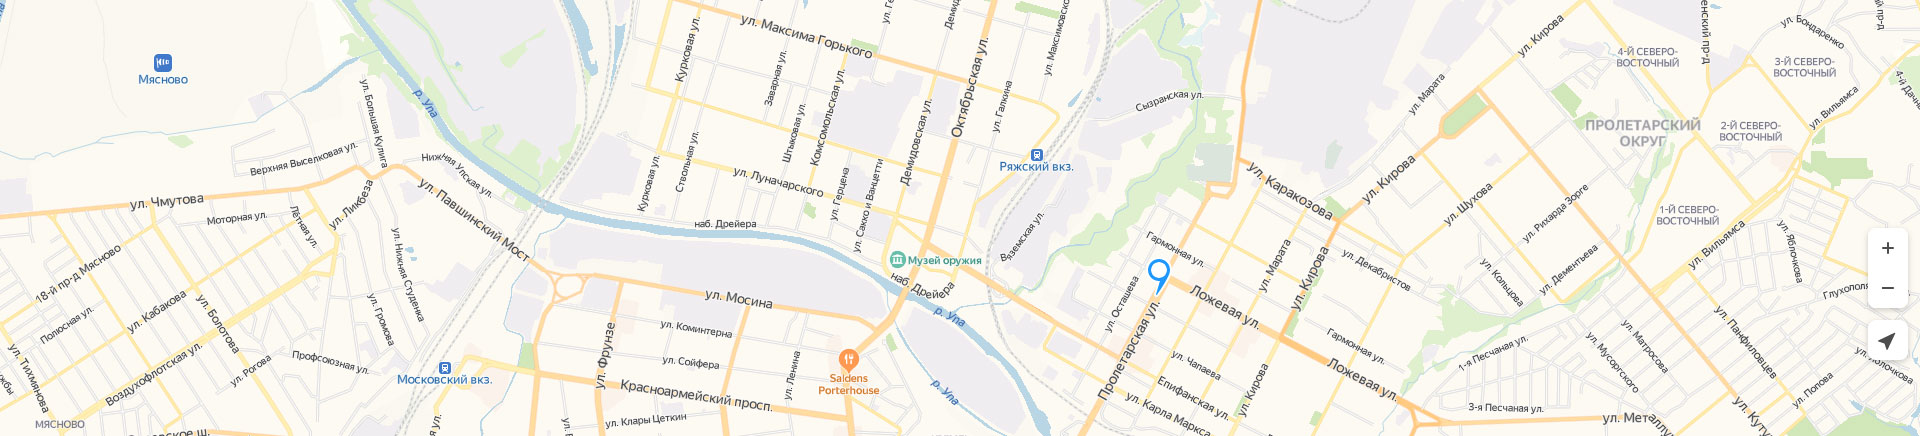 ул. Максима Горького
Курковая ул.
Заварная ул.
Комсомольская ул.
Штыковая ул.
Демидовская ул.
Октябрьская ул.
ул. Галкина
ул. Максимовского
Сызранская ул.
ул. Марата
ул. Кирова
4-Й СЕВЕРО-
ВОСТОЧНЫЙ
ул. Бондаренко
3-Й СЕВЕРО-
ВОСТОЧНЫЙ
ул. Вильямса
2-Й СЕВЕРО-
ВОСТОЧНЫЙ
ПРОЛЕТАРСКИЙ
ОКРУГ
Мясново
р. Упа
ул. Большая Кулига
Верхняя Выселковая ул.
Нижняя Упская ул.
Курковая ул.
Ствольная ул.
ул. Луначарского
ул. Герцена
ул. Сакко и Ванцетти
Ряжский вкз.
ул. Каракозова
ул. Кирова
ул. Шухова
ул. Рихарда Зорге
1-Й СЕВЕРО-
ВОСТОЧНЫЙ
ул. Чмутова
Моторная ул.
Лётная ул.
ул. Ликбеза
ул. Павшинский Мост
наб. Дрейера
Вяземская ул.
Гармонная ул.
ул. Марата
ул. Декабристов
ул. Кольцова
ул. Дементьева
ул. Вильямса
ул. Яблочкова
18-й пр-д Мясново
ул. Нижняя Студенка
Музей оружия
наб. Дрейера
р. Упа
ул. Осташева
Ложевая ул.
ул. Кирова
Полюсная ул.
ул. Кабакова
ул. Болотова
ул. Громова
ул. Мосина
ул. Коминтерна
ул. Сойфера
ул. Фрунзе
Пролетарская ул.
Гармонная ул.
ул. Чапаева
1-я Песчаная ул.
ул. Матросова
ул. Мусоргского
ул. Панфиловцев
ул. Тихмянова
Воздухофлотская ул.
ул. Рогова
Профсоюзная ул.
Московский вкз.
Красноармейский просп.
ул. Ленина
Saldens
Porterhouse
р. Упа
ул. Клары Цеткин
ул. Карла Маркса
Епифанская ул.
ул. Кирова
Ложевая ул.
3-я Песчаная ул.
ул. Попова
МЯСНОВО